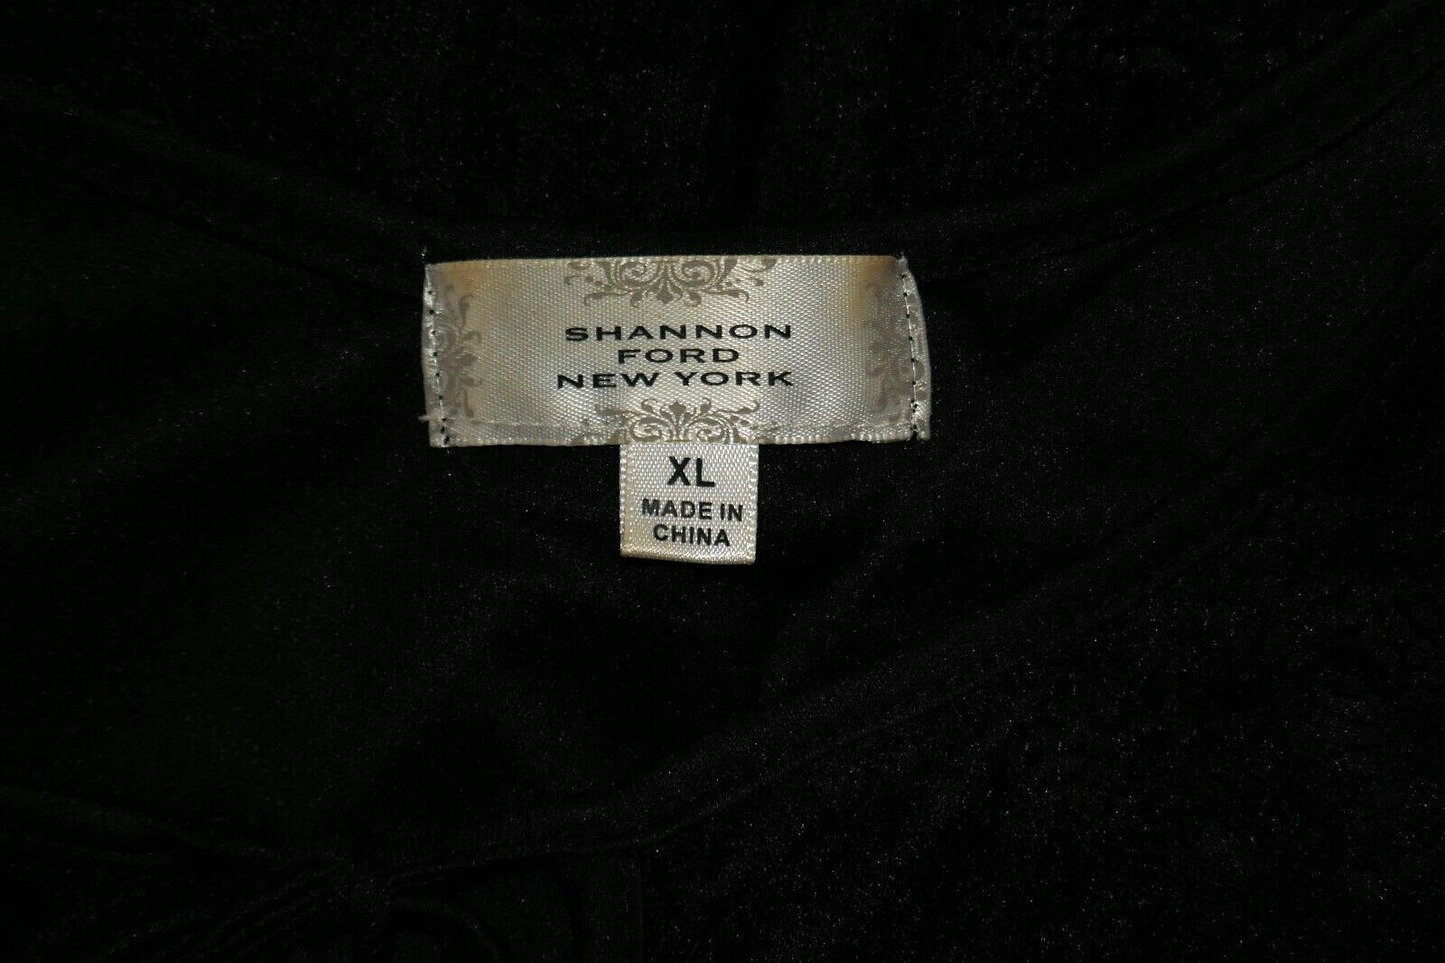 SHANNON
FORD
NEW YORK
XL
MADE IN
CHINA